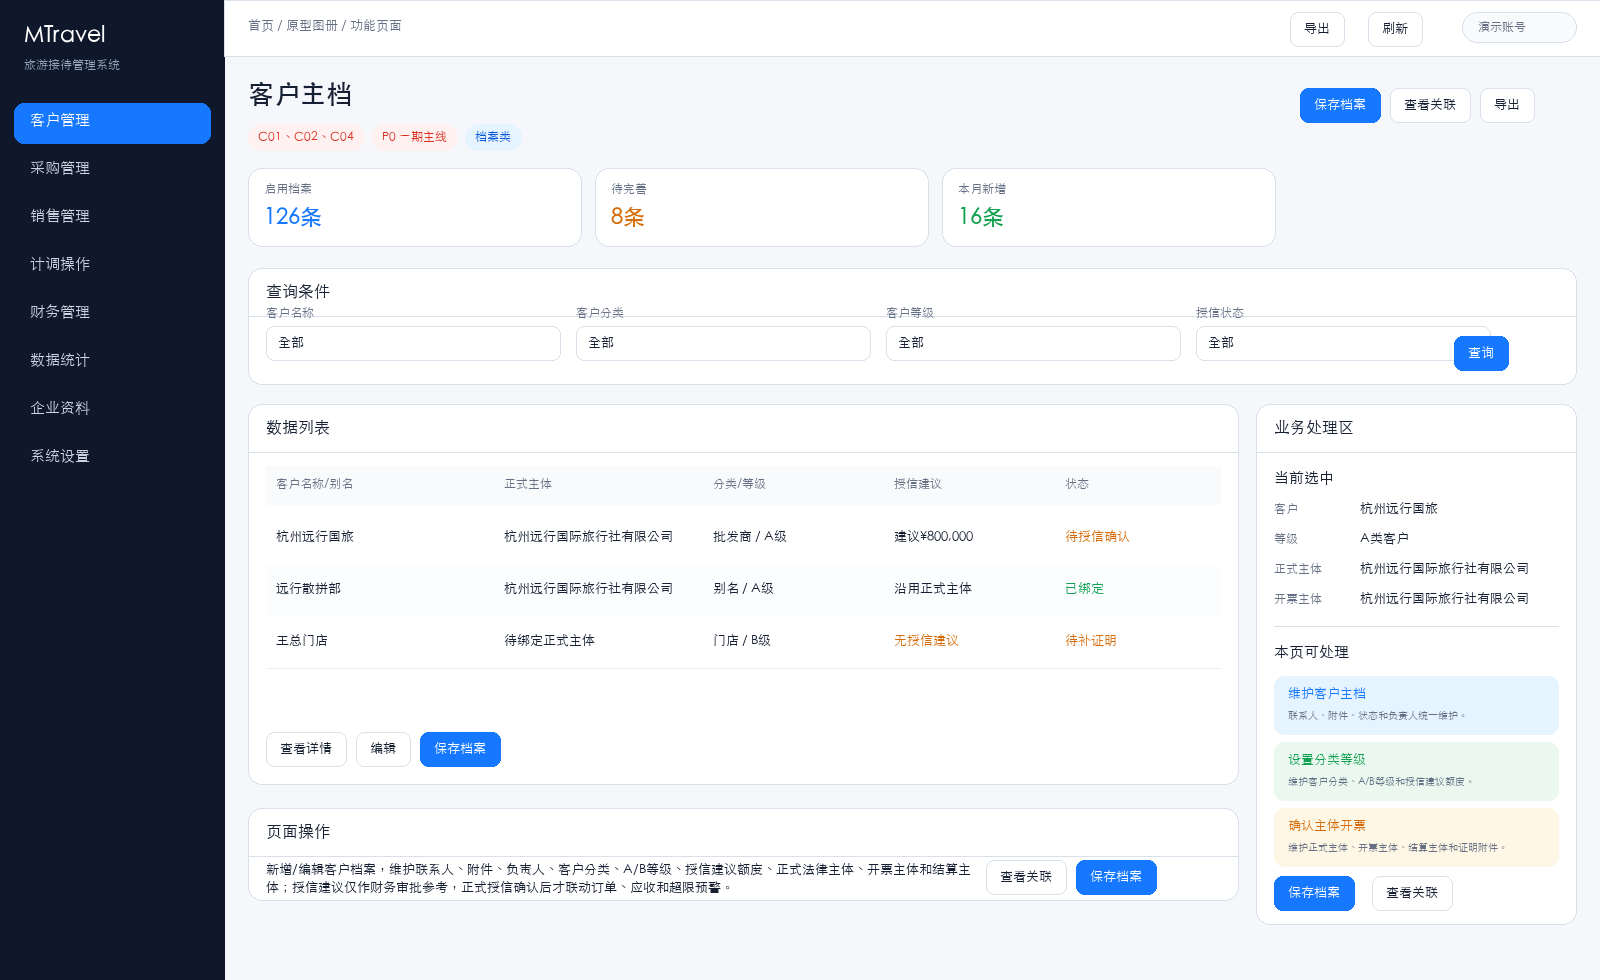 MTravel
旅游接待管理系统
客户管理
采购管理
销售管理
计调操作
财务管理
数据统计
企业资料
系统设置
首页 / 原型图册 / 功能页面
导出
刷新
演示账号
客户主档
保存档案
查看关联
导出
C01、C02、C04
P0 一期主线
档案类
启用档案
126条
待完善
8条
本月新增
16条
查询条件
客户名称
客户分类
客户等级
授信状态
全部
全部
全部
全部
查询
数据列表
客户名称/别名 正式主体 分类/等级 授信建议 状态
杭州远行国旅 杭州远行国际旅行社有限公司 批发商 / A级 建议¥800,000 待授信确认
远行散拼部 杭州远行国际旅行社有限公司 别名 / A级 沿用正式主体 已绑定
王总门店 待绑定正式主体 门店 / B级 无授信建议 待补证明
查看详情
编辑
保存档案
页面操作
新增/编辑客户档案，维护联系人、附件、负责人、客户分类、A/B等级、授信建议额度、正式法律主体、开票主体和结算主
体；授信建议仅作财务审批参考，正式授信确认后才联动订单、应收和超限预警。
查看关联
保存档案
业务处理区
当前选中
客户 杭州远行国旅
等级 A类客户
正式主体 杭州远行国际旅行社有限公司
开票主体 杭州远行国际旅行社有限公司
本页可处理
维护客户主档
联系人、附件、状态和负责人统一维护。
设置分类等级
维护客户分类、A/B等级和授信建议额度。
确认主体开票
维护正式主体、开票主体、结算主体和证明附件。
保存档案
查看关联